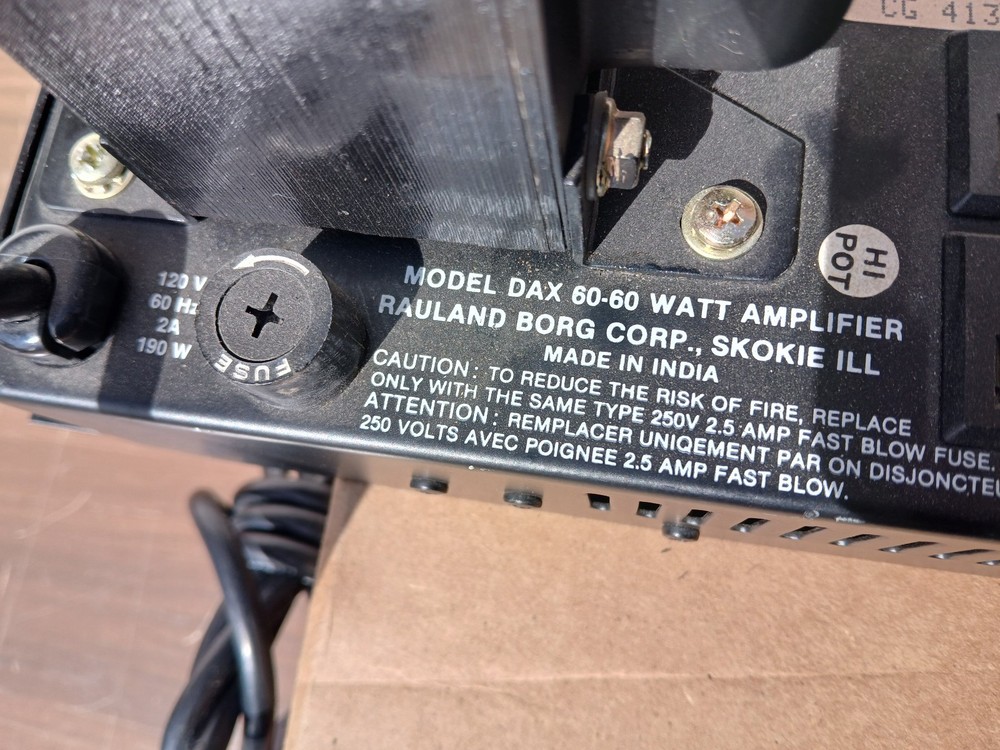 CG 413
HI
POT
120 V
60 Hz
2A
190 W
FUSE
MODEL DAX 60-60 WATT AMPLIFIER
RAULAND BORG CORP., SKOKIE ILL
MADE IN INDIA
CAUTION : TO REDUCE THE RISK OF FIRE, REPLACE
ONLY WITH THE SAME TYPE 250V 2.5 AMP FAST BLOW FUSE.
ATTENTION : REMPLACER UNIQEMENT PAR ON DISJONCTEU
250 VOLTS AVEC POIGNEE 2.5 AMP FAST BLOW.